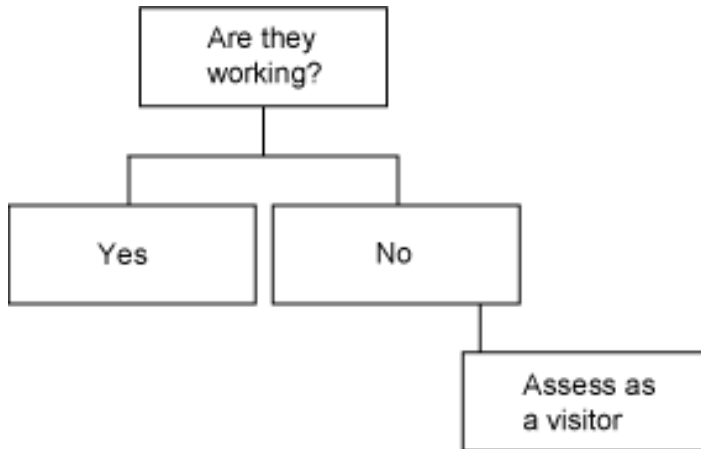 Are they
working?
Yes
No
Assess as
a visitor